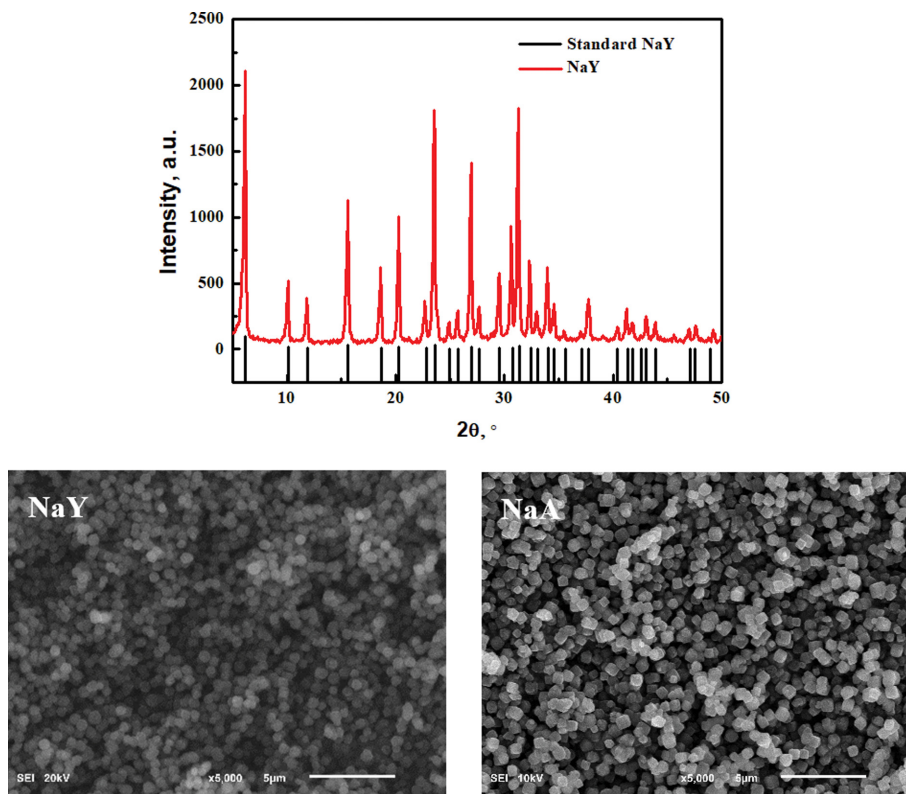 2500
2000
1500
1000
500
0
Intensity, a.u.
Standard NaY
NaY
10 20 30 40 50
2θ, °
NaY
SEI 20kV x5,000 5μm
NaA
SEI 10kV x5,000 5μm